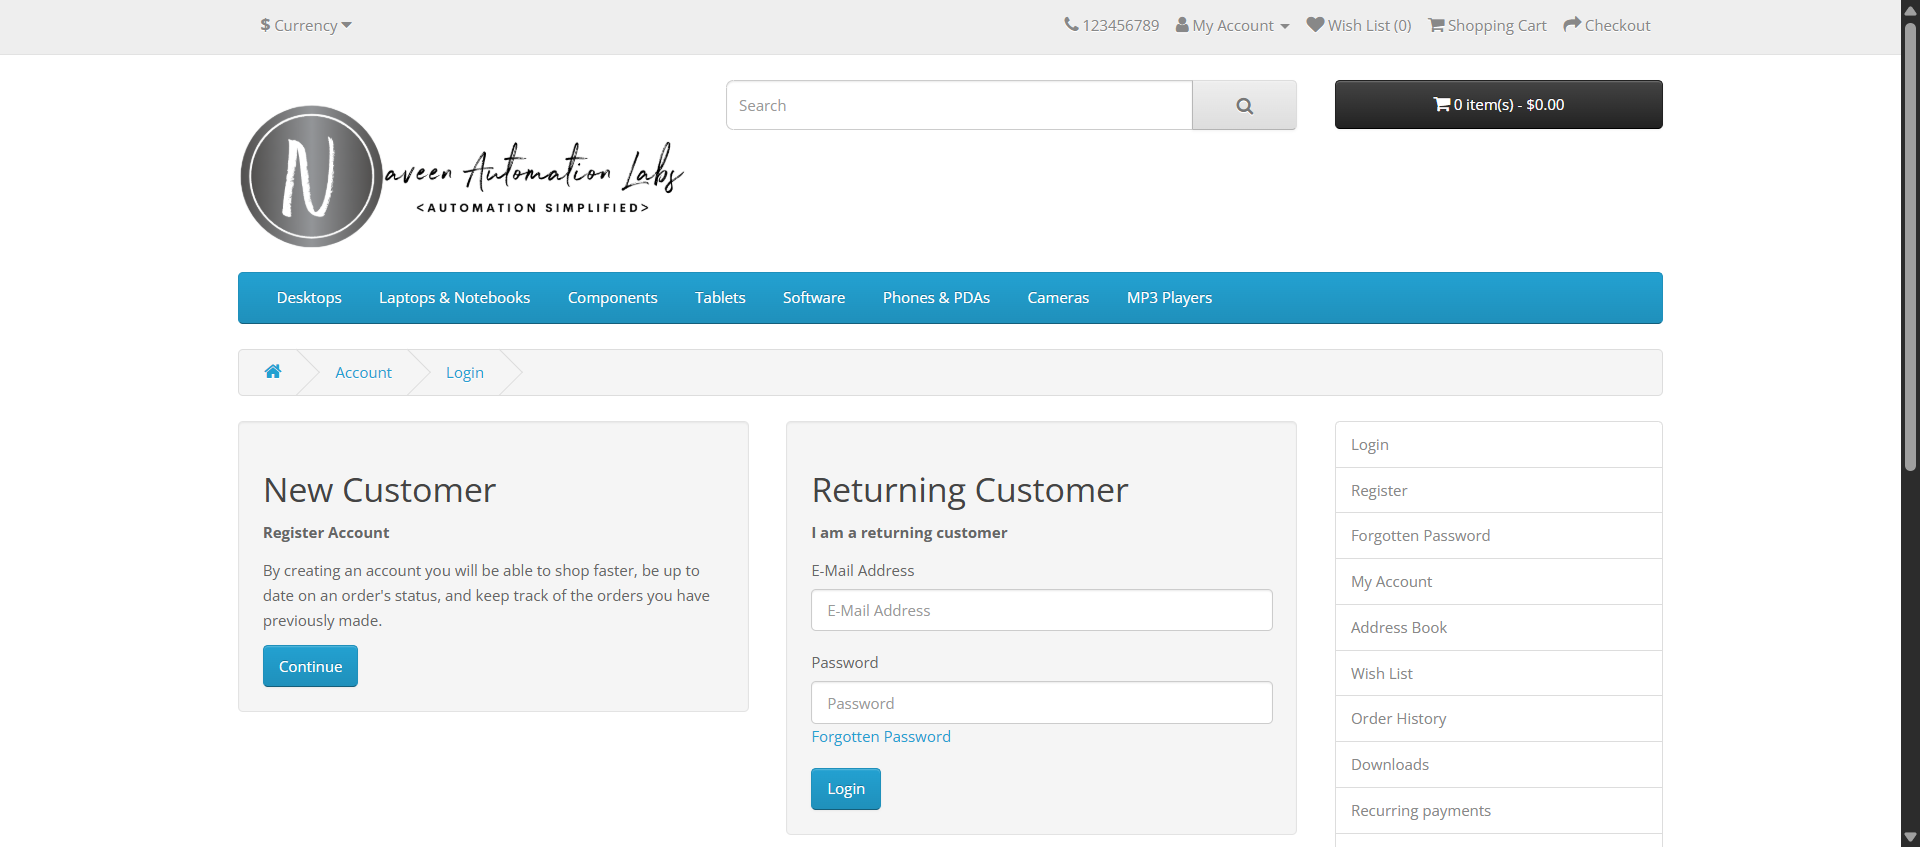 $ Currency
123456789 My Account Wish List (0) Shopping Cart Checkout
Search
0 item(s) - $0.00
N
aveen Automation Labs
<AUTOMATION SIMPLIFIED>
Desktops Laptops & Notebooks Components Tablets Software Phones & PDAs Cameras MP3 Players
Account Login
New Customer
Register Account
By creating an account you will be able to shop faster, be up to
date on an order's status, and keep track of the orders you have
previously made.
Continue
Returning Customer
I am a returning customer
E-Mail Address
E-Mail Address
Password
Password
Forgotten Password
Login
Login
Register
Forgotten Password
My Account
Address Book
Wish List
Order History
Downloads
Recurring payments